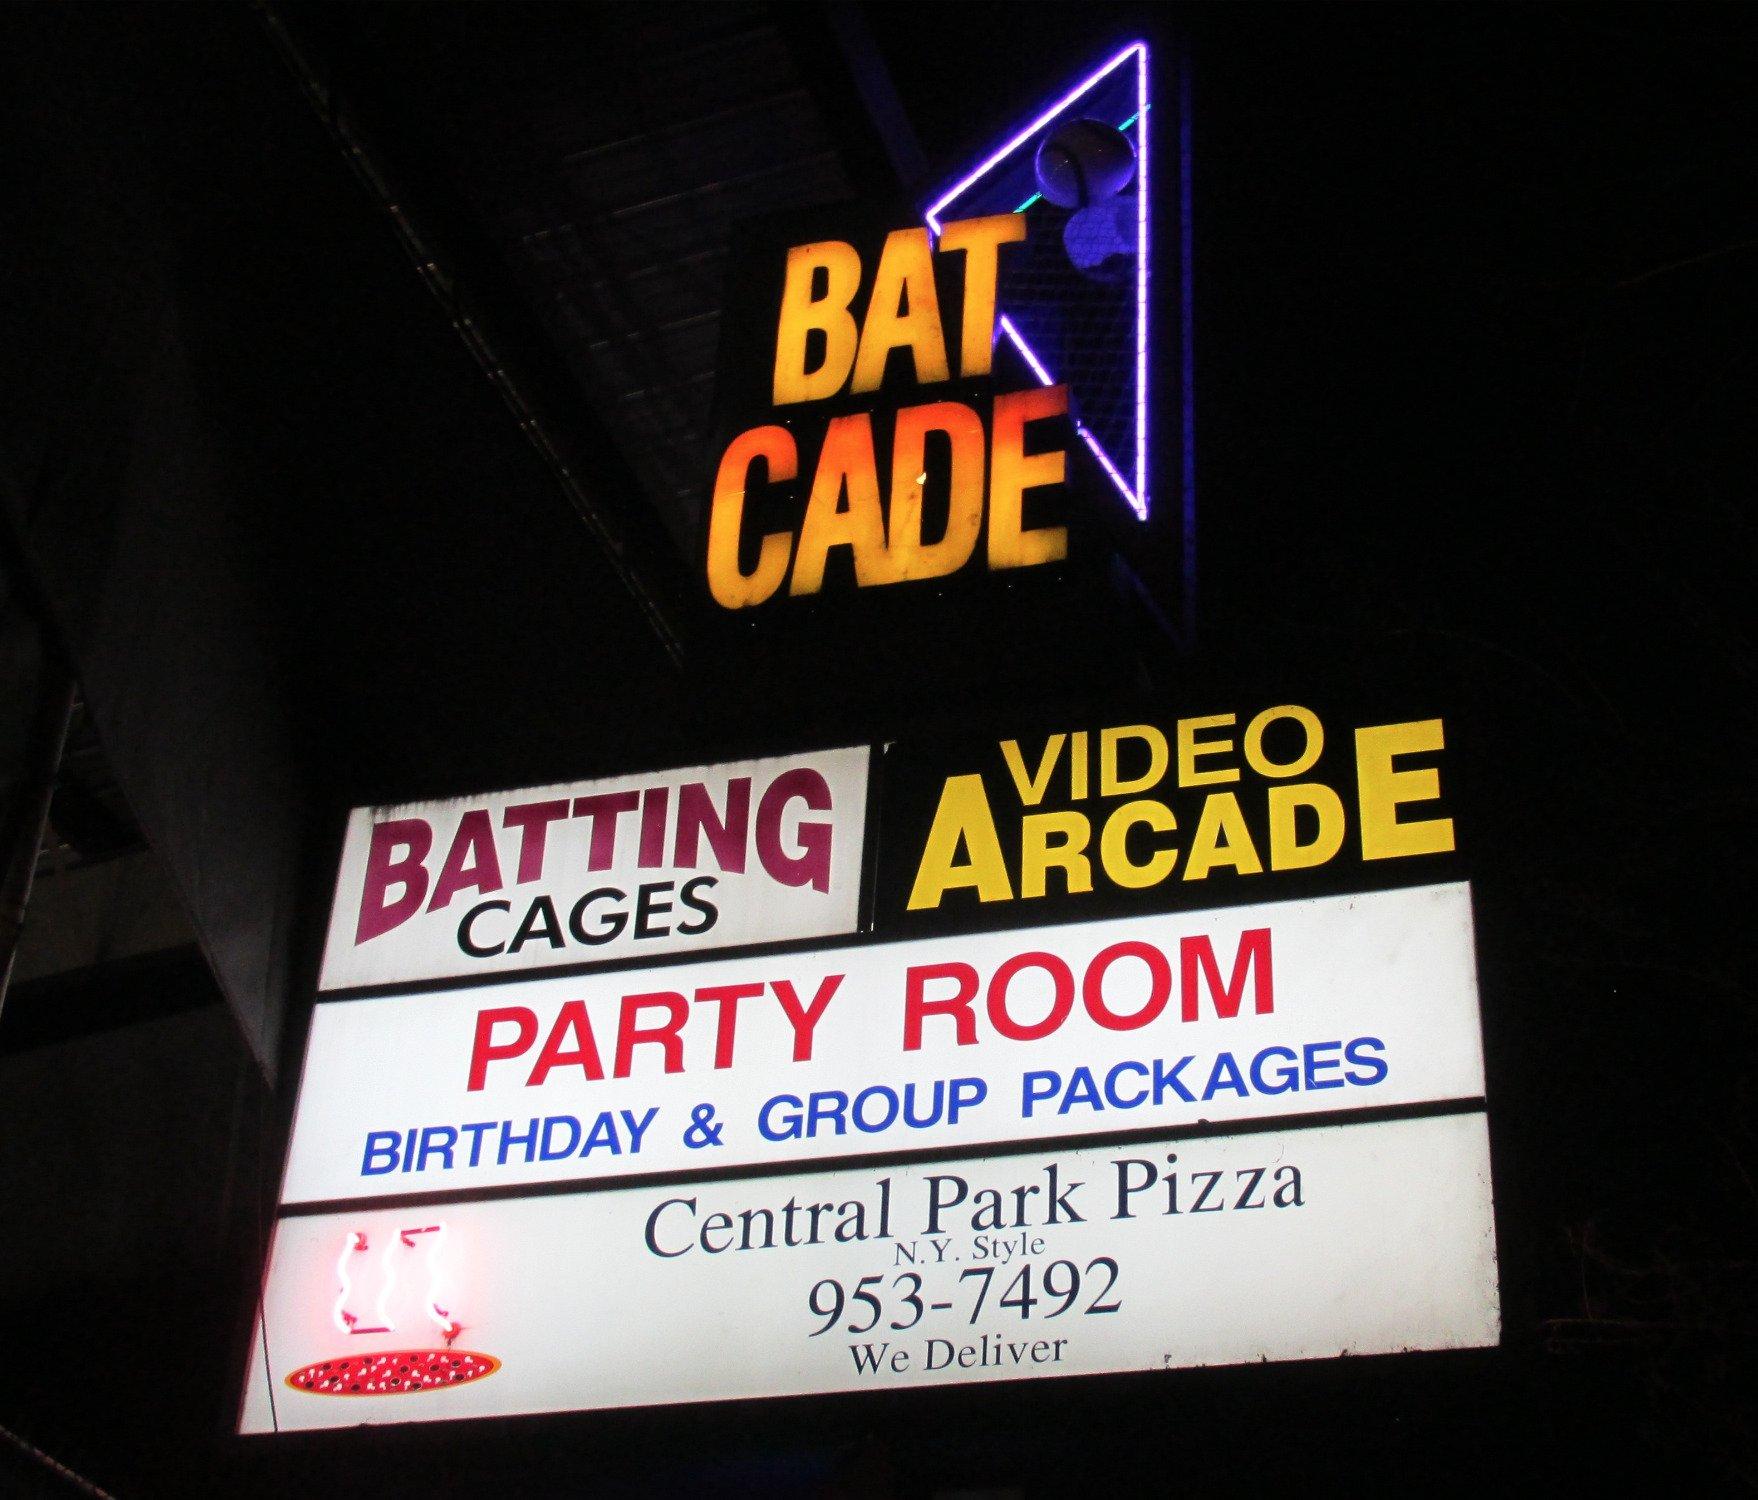 BAT
CADE
BATTING
CAGES
VIDEO
ARCADE
PARTY ROOM
BIRTHDAY & GROUP PACKAGES
Central Park Pizza
N.Y. Style
953-7492
We Deliver